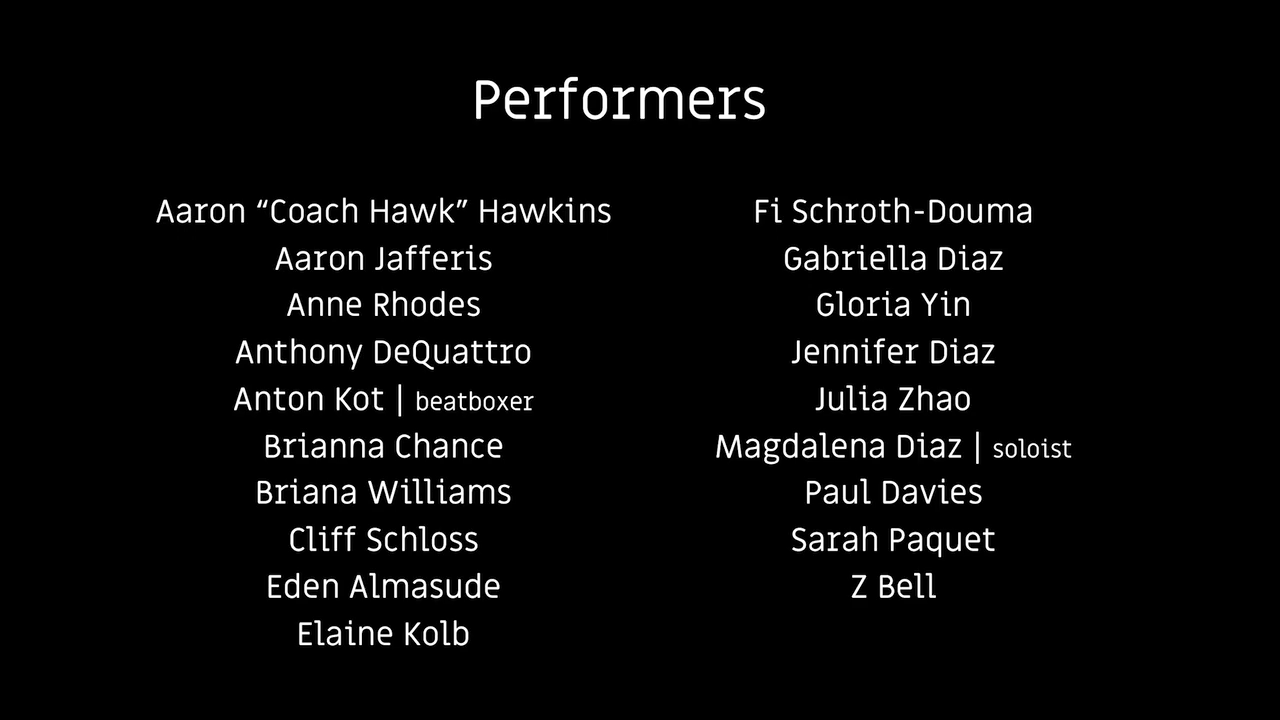 Performers
Aaron “Coach Hawk” Hawkins
Aaron Jafferis
Anne Rhodes
Anthony DeQuattro
Anton Kot | beatboxer
Brianna Chance
Briana Williams
Cliff Schloss
Eden Almasude
Elaine Kolb
Fi Schroth-Douma
Gabriella Diaz
Gloria Yin
Jennifer Diaz
Julia Zhao
Magdalena Diaz | soloist
Paul Davies
Sarah Paquet
Z Bell